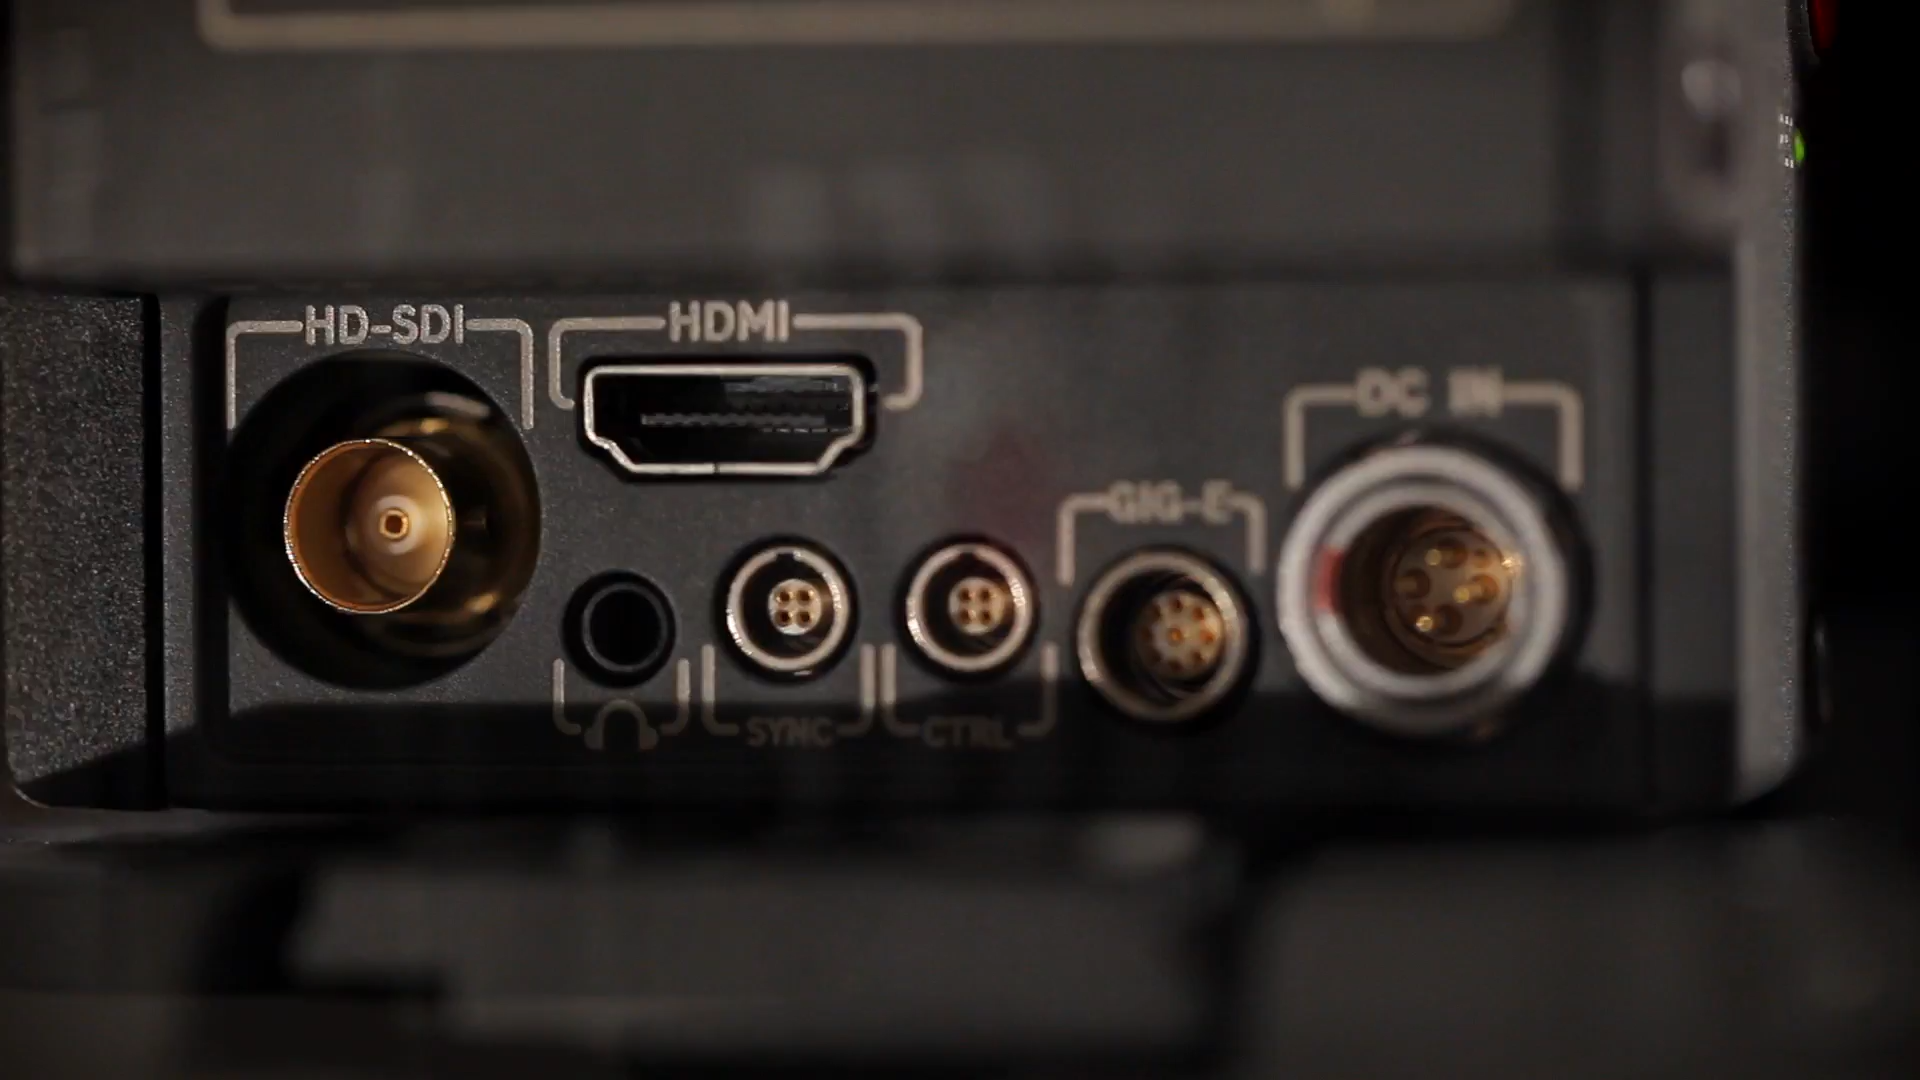 HD-SDI
HDMI
DC IN
GIG-E
SYNC
CTRL